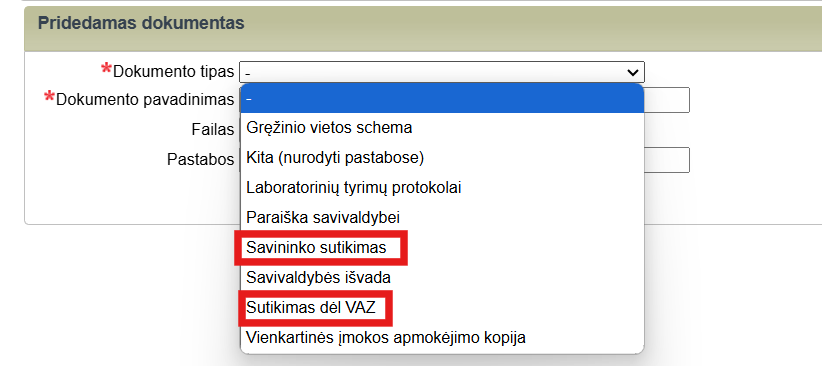 Pridedamas dokumentas
*Dokumento tipas -
*Dokumento pavadinimas
-
Failas
Gręžinio vietos schema
Pastabos
Kita (nurodyti pastabose)
Laboratorinių tyrimų protokolai
Paraiška savivaldybei
Savininko sutikimas
Savivaldybės išvada
Sutikimas dėl VAZ
Vienkartinės įmokos apmokėjimo kopija